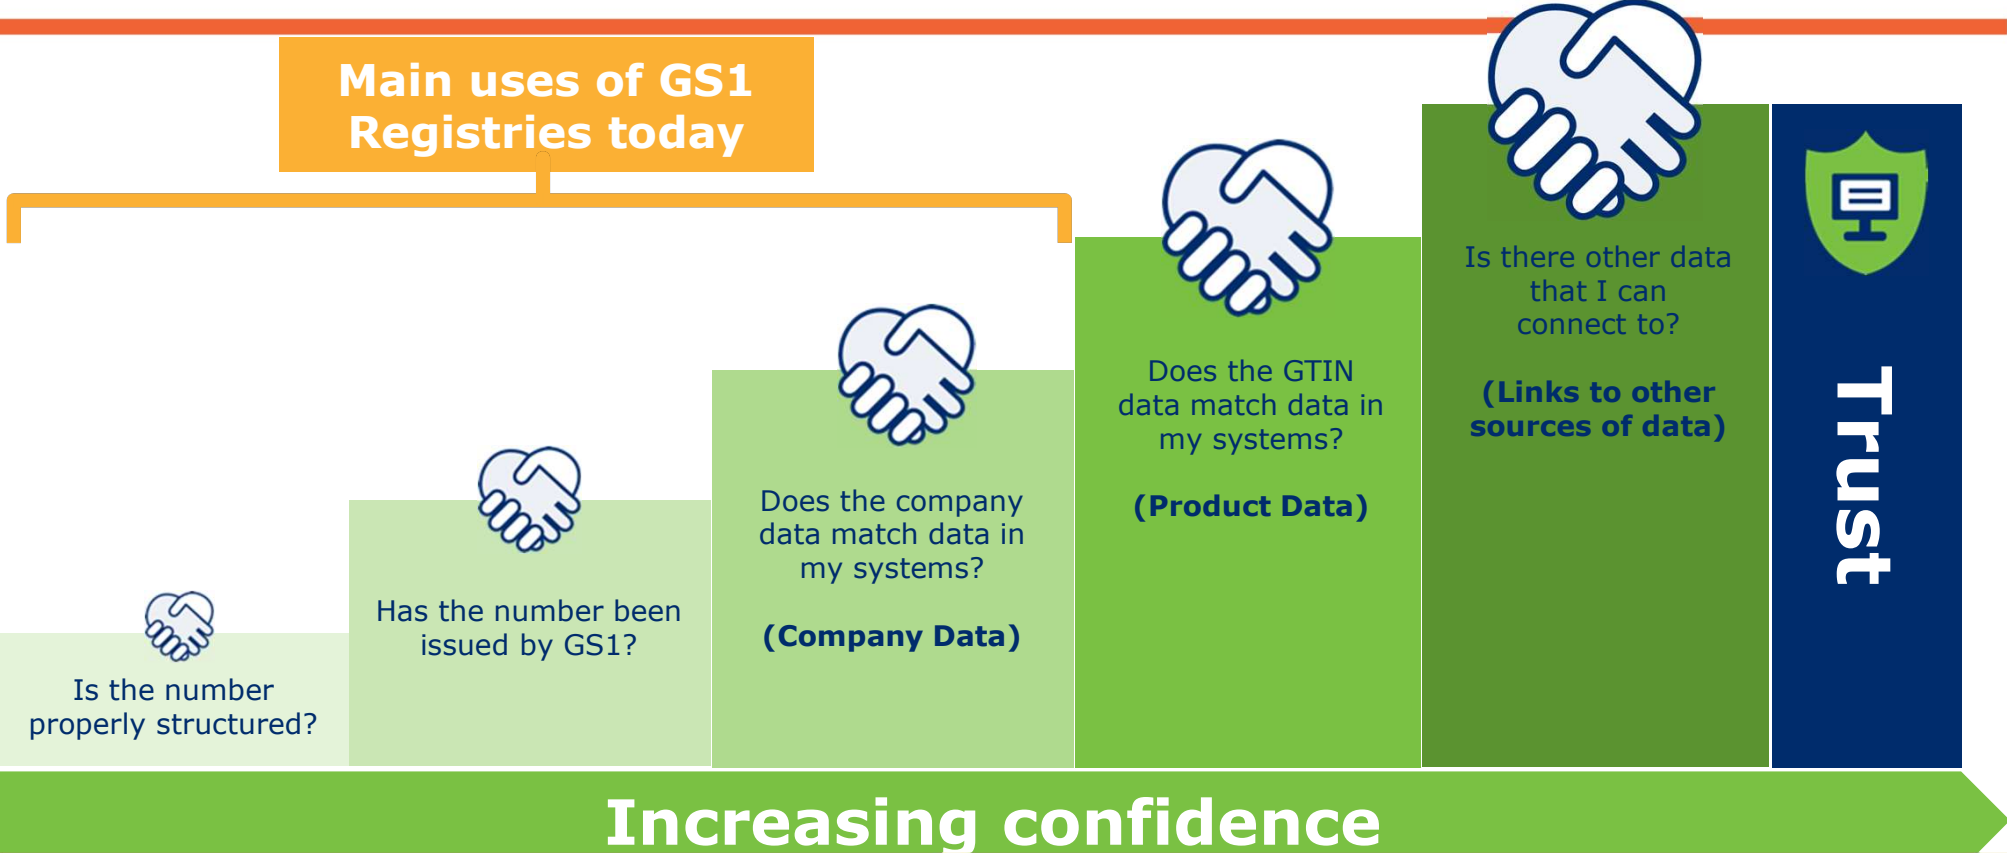 Main uses of GS1
Registries today
Is the number
properly structured?
Has the number been
issued by GS1?
Does the company
data match data in
my systems?
(Company Data)
Does the GTIN
data match data in
my systems?
(Product Data)
Is there other data
that I can
connect to?
(Links to other
sources of data)
Trust
Increasing confidence